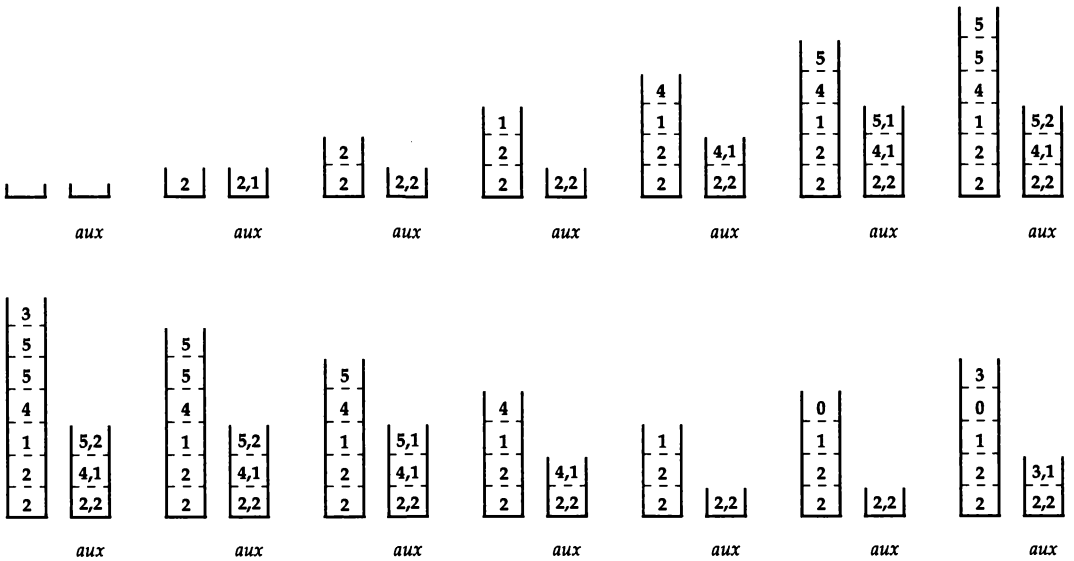 5
5 5
4 4 4
1 1 1 5,1 1 5,2
2 2 2 4,1 2 4,1 2 4,1
2 2,1 2 2,2 2 2,2 2 2,2 2 2,2 2 2,2
aux aux aux aux aux aux aux
3
5 5
5 5 5 3
4 4 4 4 0 0
1 5,2 1 5,2 1 5,1 1 1 1 1
2 4,1 2 4,1 2 4,1 2 4,1 2 2 2 3,1
2 2,2 2 2,2 2 2,2 2 2,2 2 2,2 2 2,2 2 2,2
aux aux aux aux aux aux aux